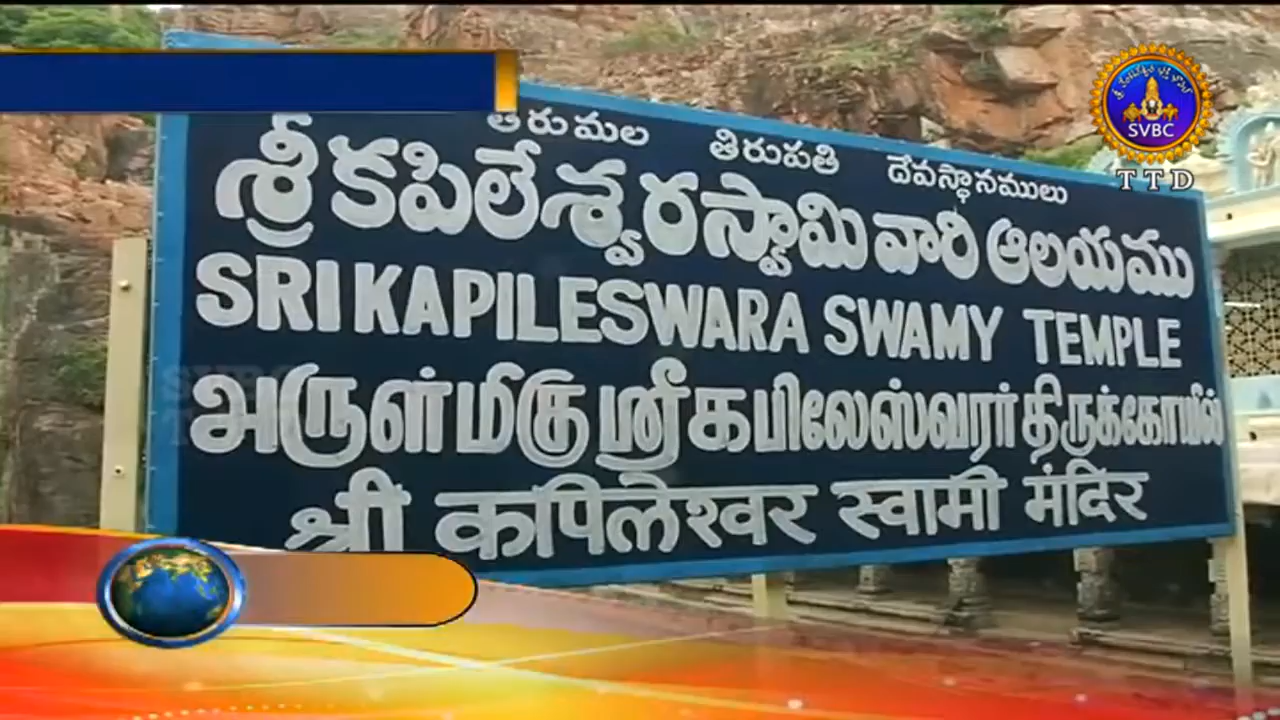 తిరుమల తిరుపతి దేవస్థానములు
శ్రీ కపిలేశ్వరస్వామి వారి ఆలయము
SRI KAPILESWARA SWAMY TEMPLE
அருள்மிகு ஸ்ரீ கபிலேஸ்வரர் திருக்கோயில்
श्री कपिलेश्वर स्वामी मंदिर
SVBC
TTD